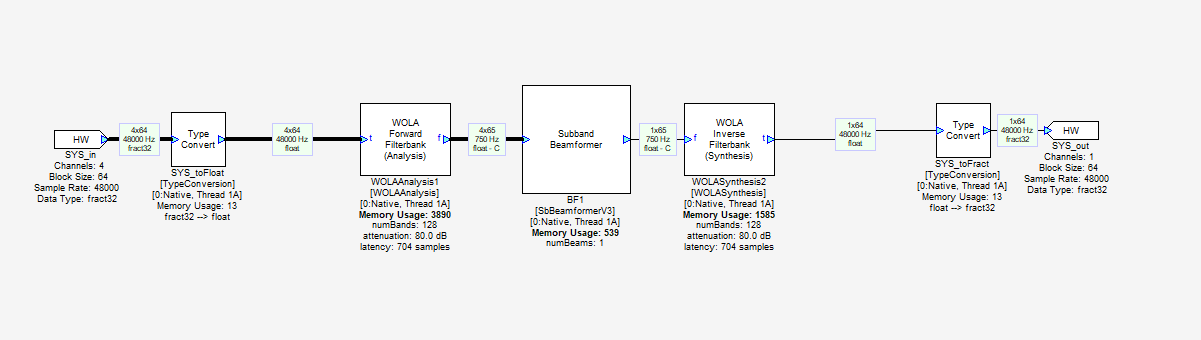 HW
SYS_in
Channels: 4
Block Size: 64
Sample Rate: 48000
Data Type: fract32
4x64
48000 Hz
fract32
Type
Convert
SYS_toFloat
[TypeConversion]
[0:Native, Thread 1A]
Memory Usage: 13
fract32 --> float
4x64
48000 Hz
float
t
WOLA
Forward
Filterbank
(Analysis)
f
WOLAAnalysis1
[WOLAAnalysis]
[0:Native, Thread 1A]
Memory Usage: 3890
numBands: 128
attenuation: 80.0 dB
latency: 704 samples
4x65
750 Hz
float - C
Subband
Beamformer
BF1
[SbBeamformerV3]
[0:Native, Thread 1A]
Memory Usage: 539
numBeams: 1
1x65
750 Hz
float - C
f
WOLA
Inverse
Filterbank
(Synthesis)
t
WOLASynthesis2
[WOLASynthesis]
[0:Native, Thread 1A]
Memory Usage: 1585
numBands: 128
attenuation: 80.0 dB
latency: 704 samples
1x64
48000 Hz
float
Type
Convert
SYS_toFract
[TypeConversion]
[0:Native, Thread 1A]
Memory Usage: 13
float --> fract32
1x64
48000 Hz
fract32
HW
SYS_out
Channels: 1
Block Size: 64
Sample Rate: 48000
Data Type: fract32